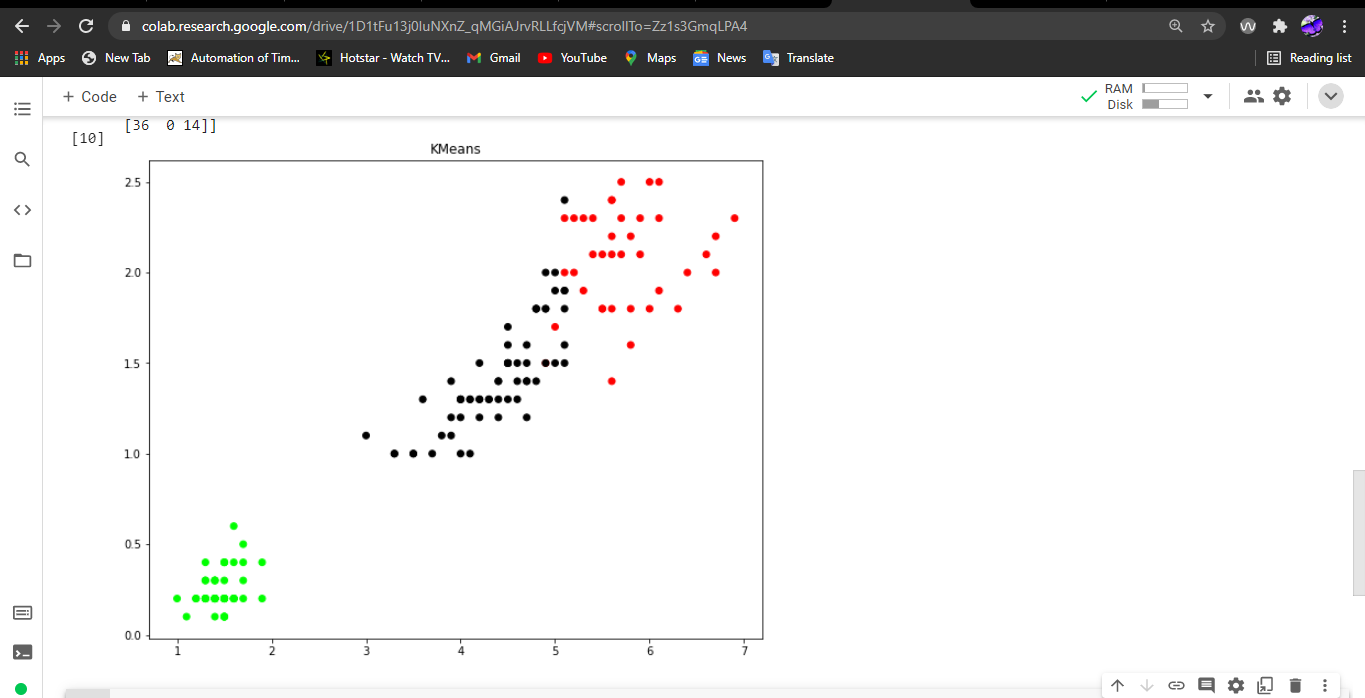 colab.research.google.com/drive/1D1tFu13j0luNXnZ_qMGiAJrvRLLfcjVM#scrollTo=Zz1s3GmqLPA4
Apps New Tab Automation of Tim... Hotstar - Watch TV... Gmail YouTube Maps GE News Translate Reading list
+ Code + Text RAM
Disk
[36 0 14]]
[10]
KMeans
2.5
2.0
1.5
1.0
0.5
0.0
1 2 3 4 5 6 7